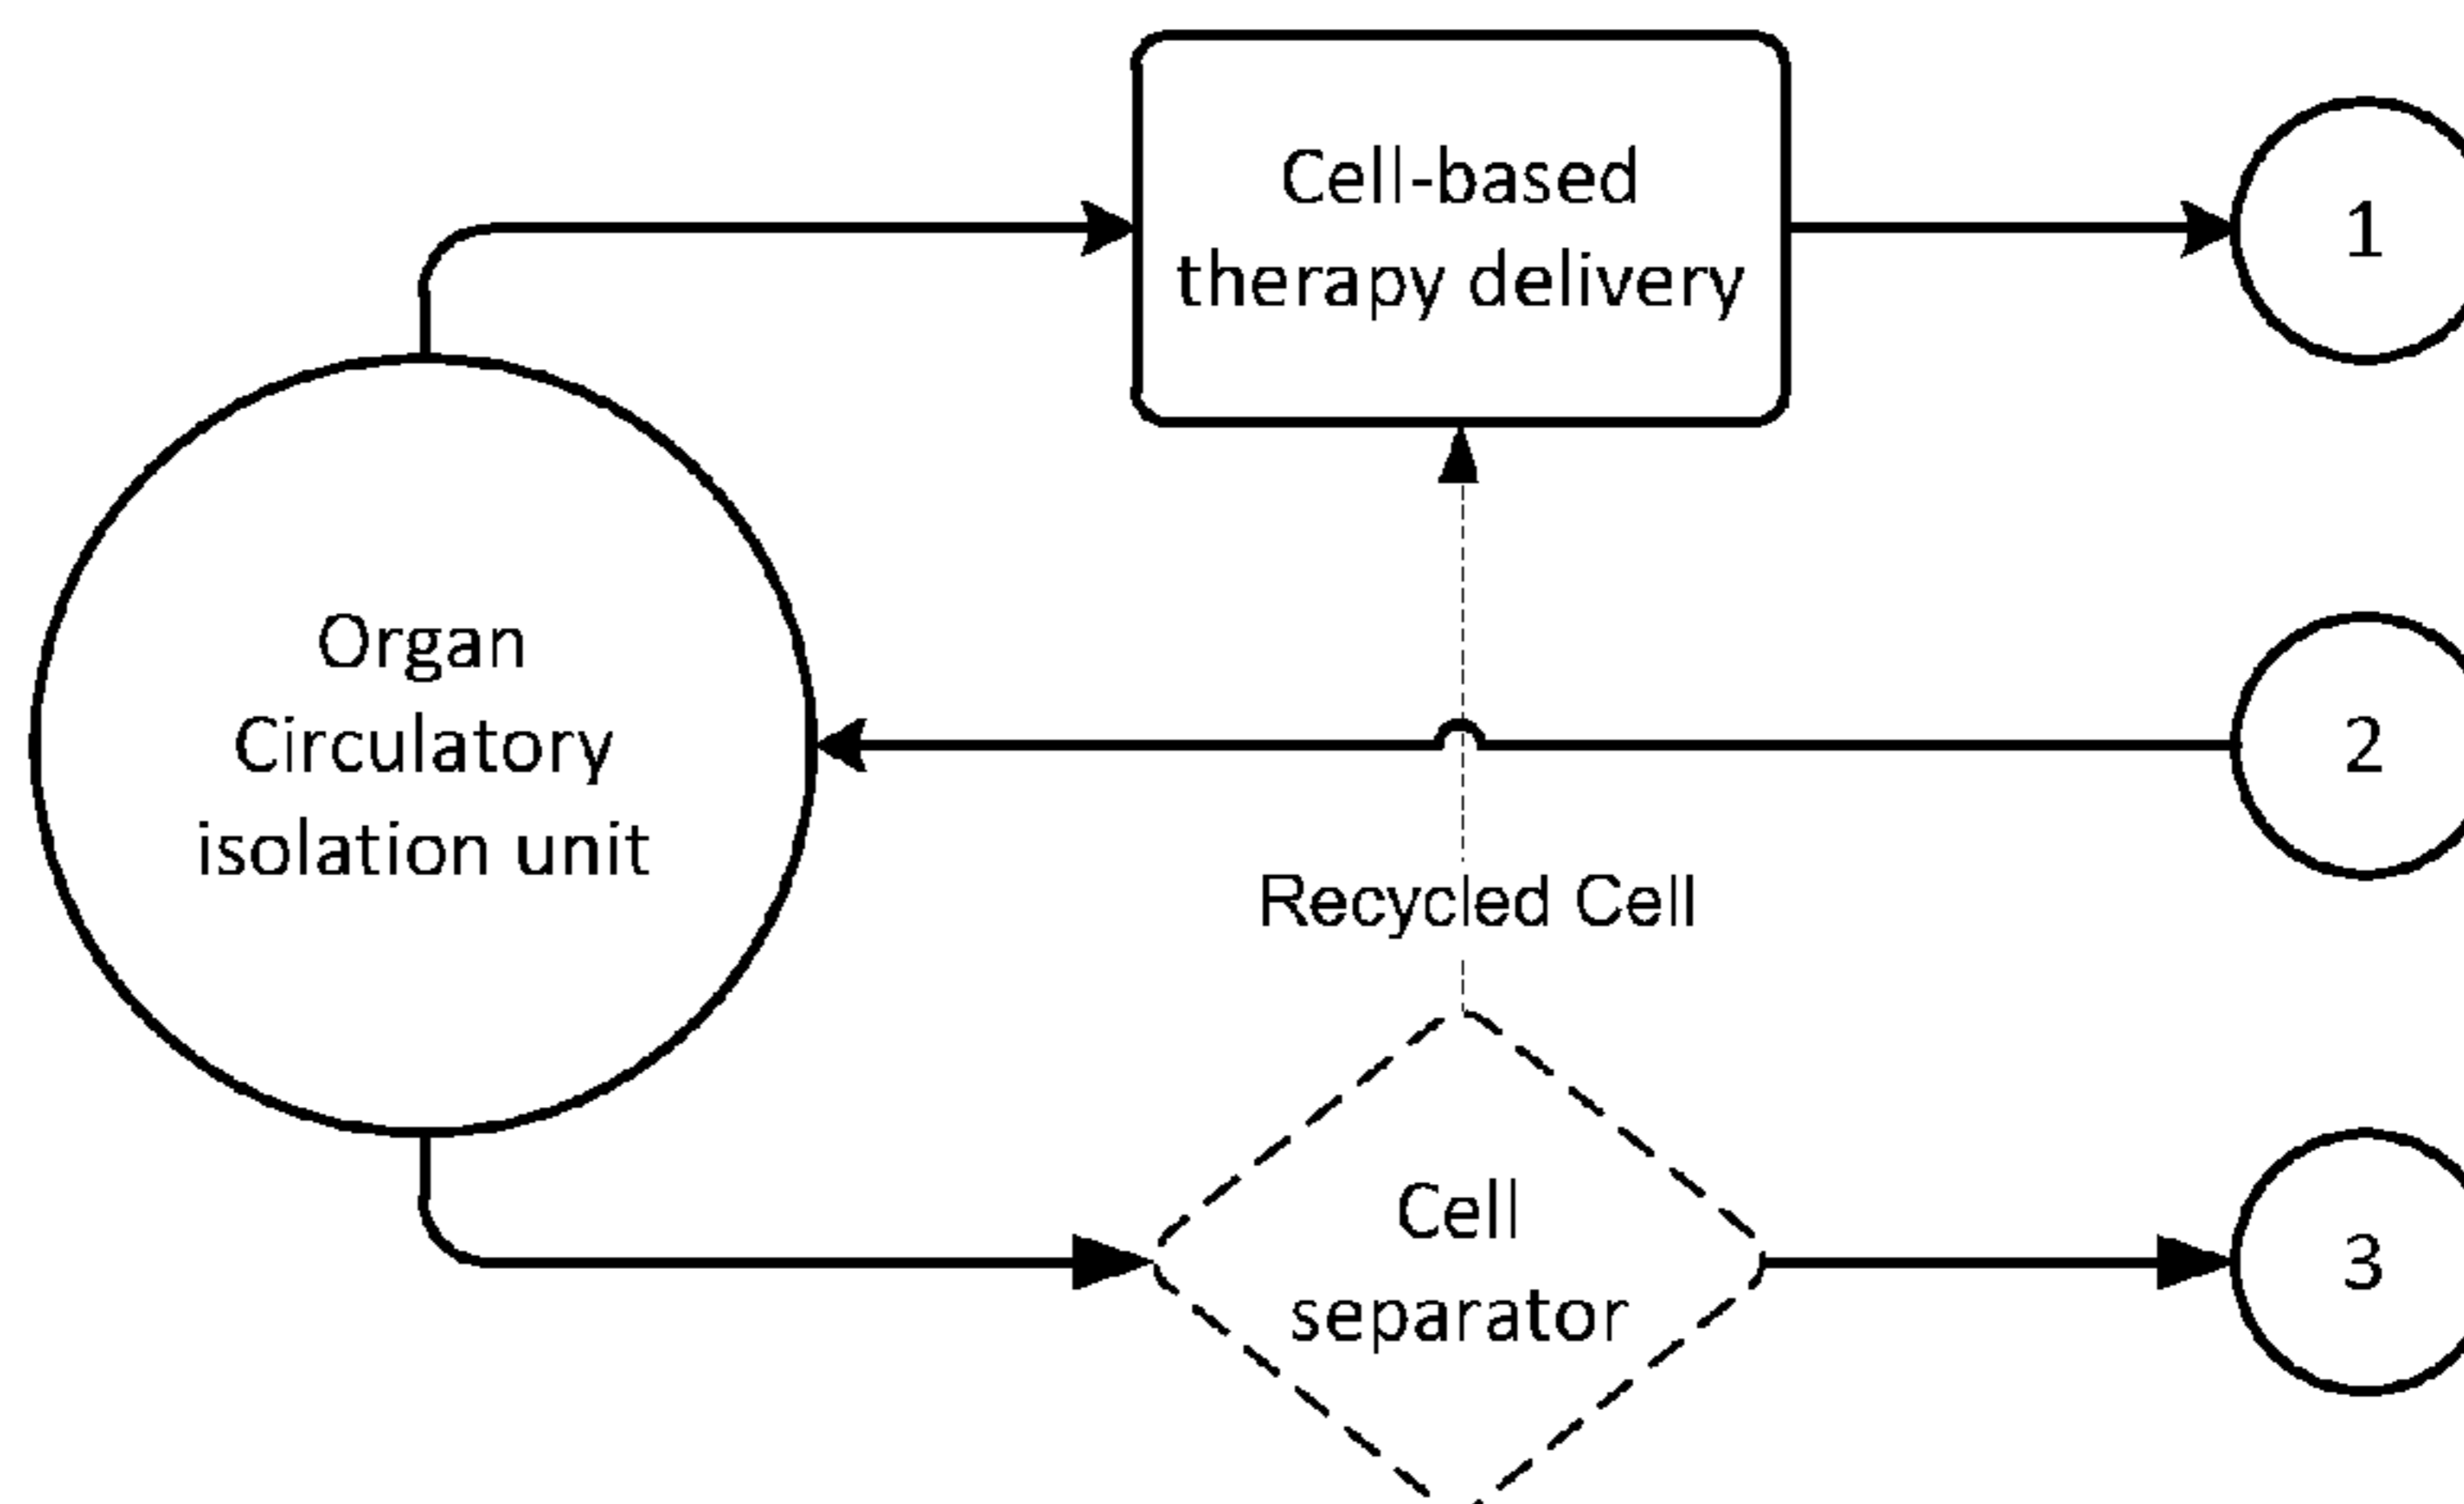 Cell-based
therapy delivery
1
Organ
Circulatory
isolation unit
2
Recycled Cell
Cell
separator
3